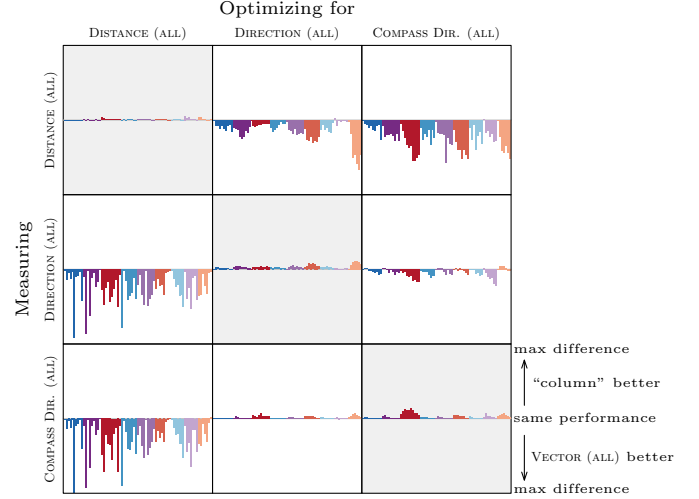 Optimizing for
DISTANCE (ALL) DIRECTION (ALL) COMPASS DIR. (ALL)
Measuring
DISTANCE (ALL)
DIRECTION (ALL)
COMPASS DIR. (ALL)
max difference
“column” better
same performance
VECTOR (ALL) better
max difference